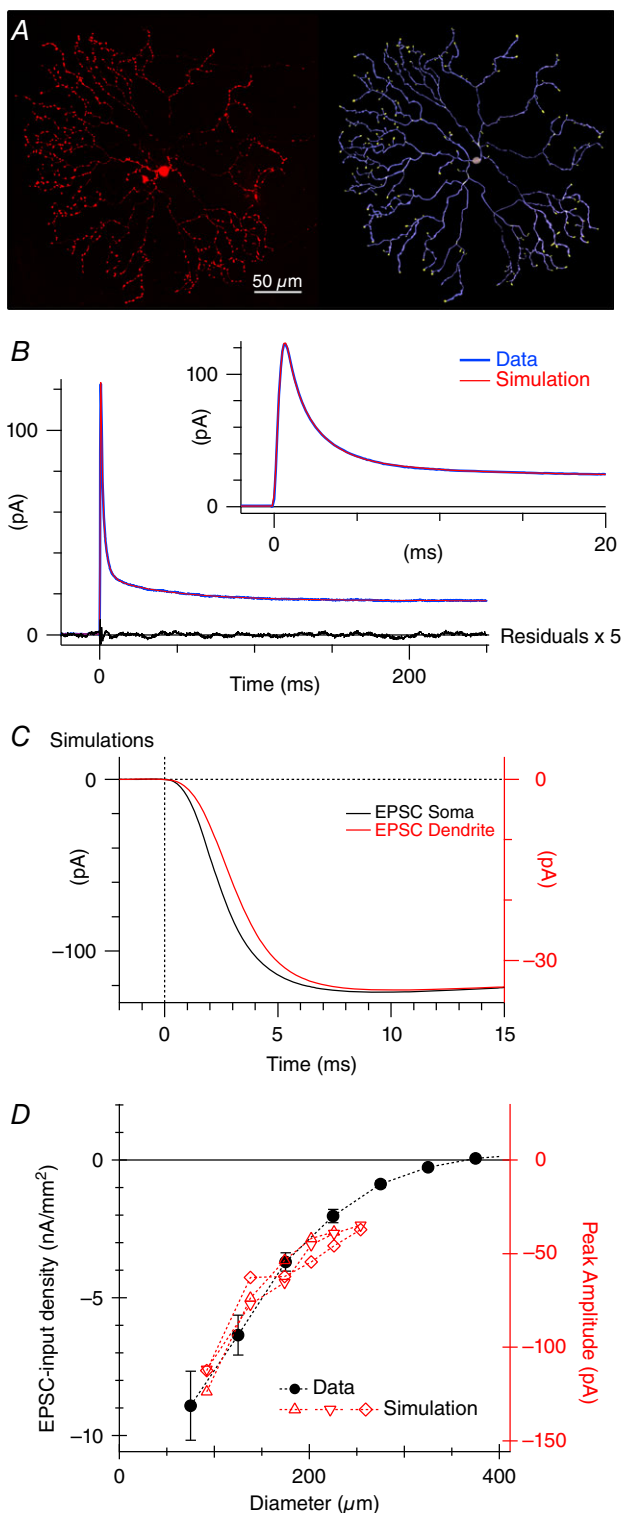 A
50 µm
B
Data
Simulation
100
(pA)
0
0
20
(ms)
100
(pA)
0
Residuals x 5
0
200
Time (ms)
C
Simulations
0
0
EPSC Soma
EPSC Dendrite
(pA)
(pA)
−100
−30
0
5
10
15
Time (ms)
D
0
0
EPSC-input density (nA/mm²)
Peak Amplitude (pA)
−50
−5
−100
Data
Simulation
−10
−150
0
200
400
Diameter (µm)